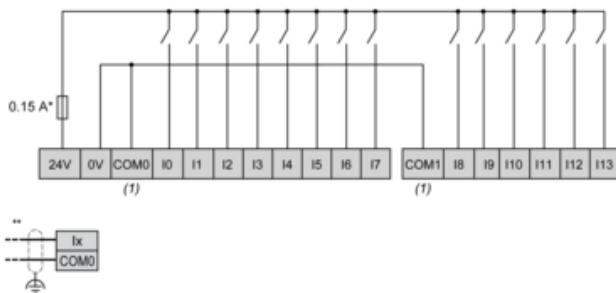 0.15 A*
24V 0V COM0 I0 I1 I2 I3 I4 I5 I6 I7 COM1 I8 I9 I10 I11 I12 I13
(1) (1)
**
Ix
COM0